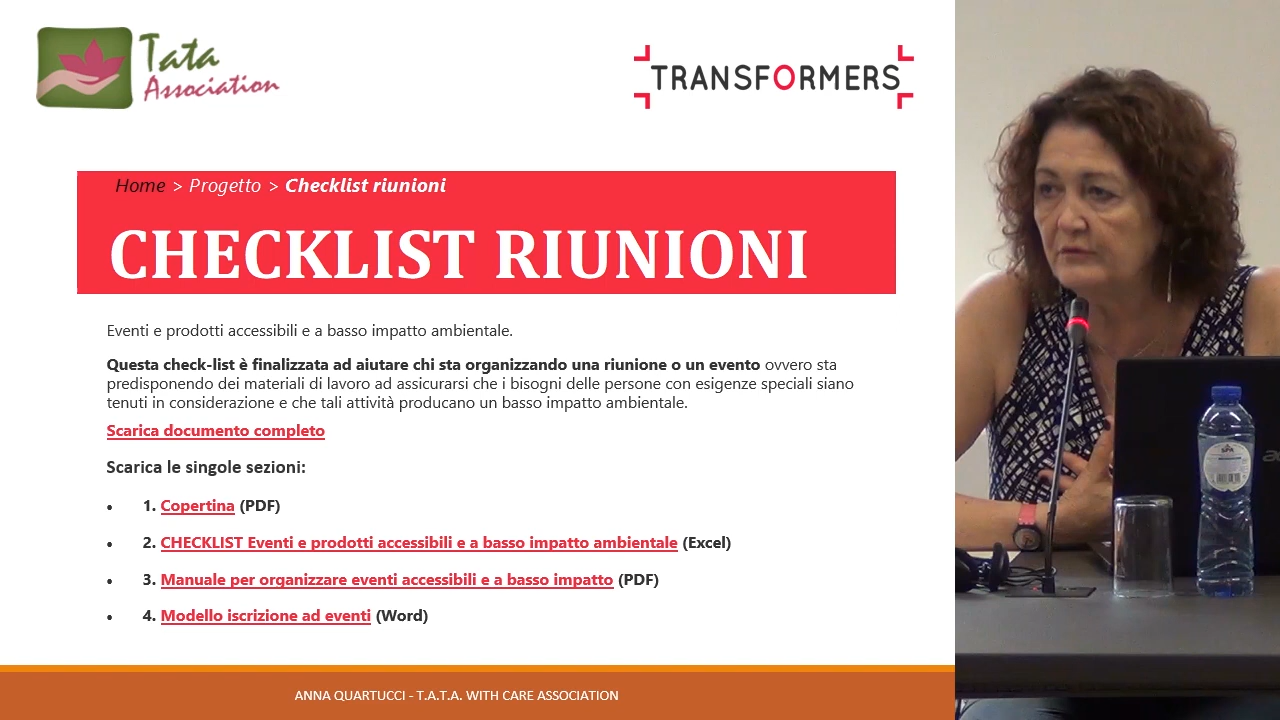 Tata
Association
TRANSFORMERS
Home > Progetto > Checklist riunioni
CHECKLIST RIUNIONI
Eventi e prodotti accessibili e a basso impatto ambientale.
Questa check-list è finalizzata ad aiutare chi sta organizzando una riunione o un evento ovvero sta
predisponendo dei materiali di lavoro ad assicurarsi che i bisogni delle persone con esigenze speciali siano
tenuti in considerazione e che tali attività producano un basso impatto ambientale.
Scarica documento completo
Scarica le singole sezioni:
• 1. Copertina (PDF)
• 2. CHECKLIST Eventi e prodotti accessibili e a basso impatto ambientale (Excel)
• 3. Manuale per organizzare eventi accessibili e a basso impatto (PDF)
• 4. Modello iscrizione ad eventi (Word)
ANNA QUARTUCCI - T.A.T.A. WITH CARE ASSOCIATION
SPA